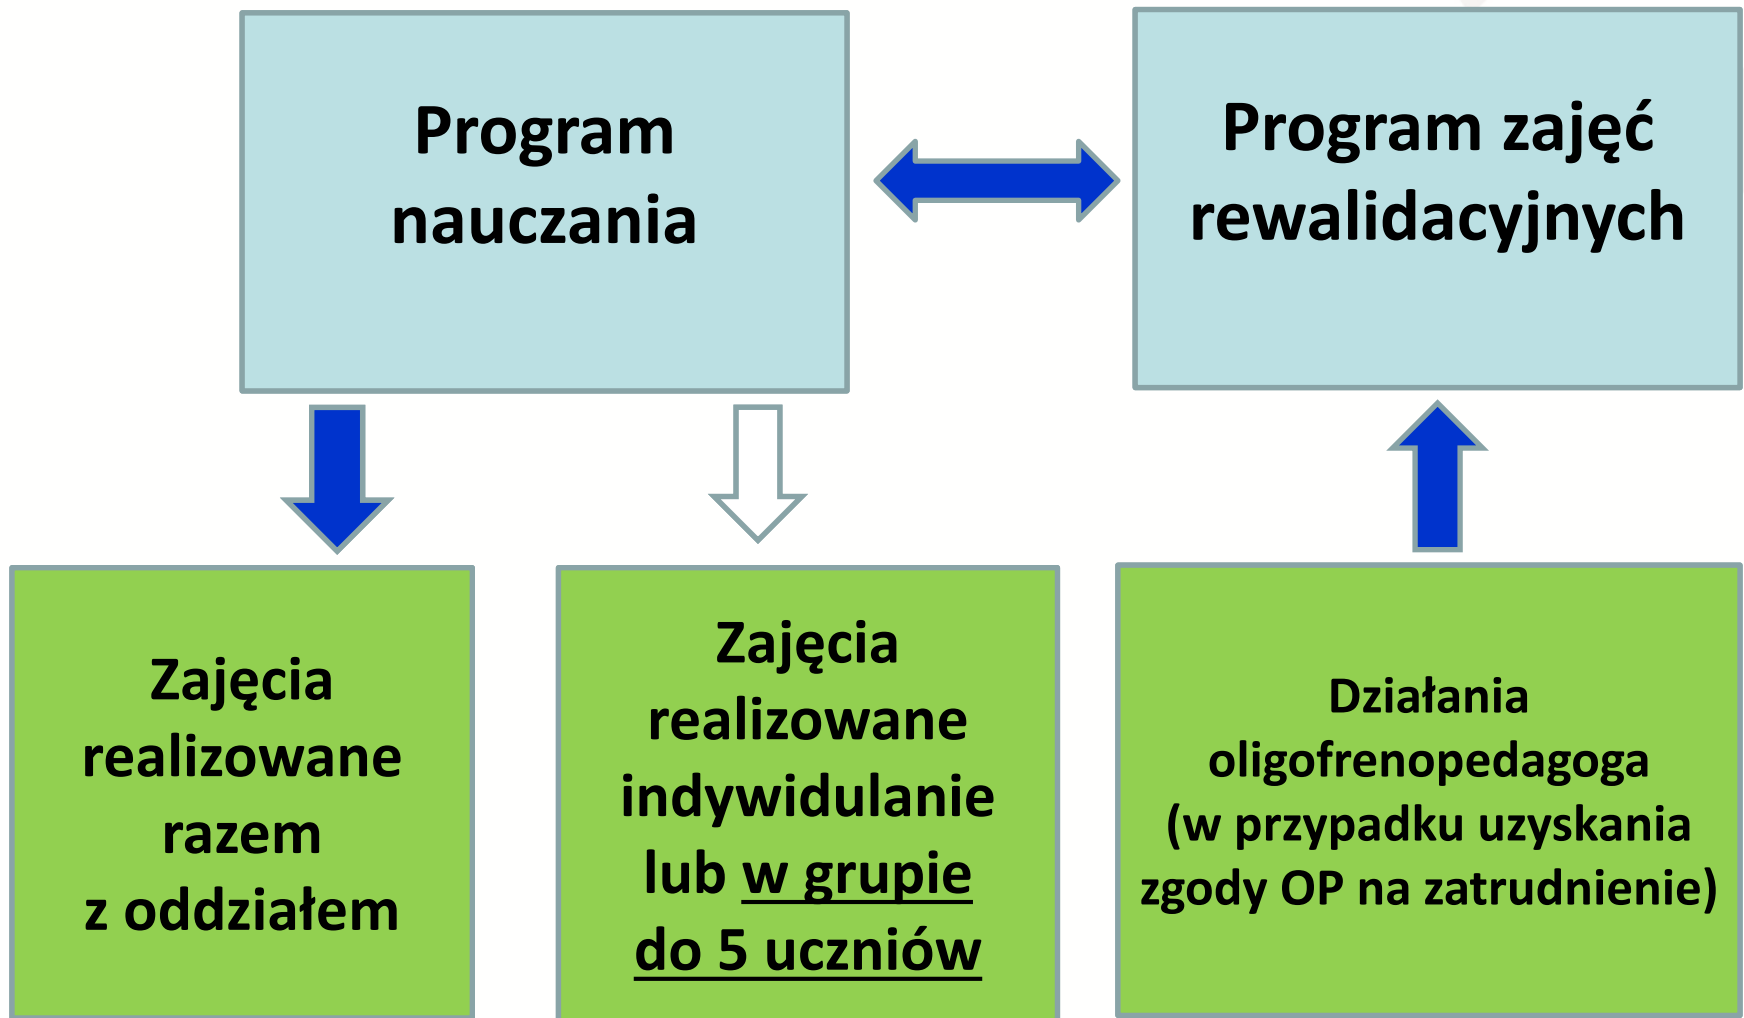 Program
nauczania
Program zajęć
rewalidacyjnych
Zajęcia
realizowane
razem
z oddziałem
Zajęcia
realizowane
indywidulanie
lub w grupie
do 5 uczniów
Działania
oligofrenopedagoga
(w przypadku uzyskania
zgody OP na zatrudnienie)